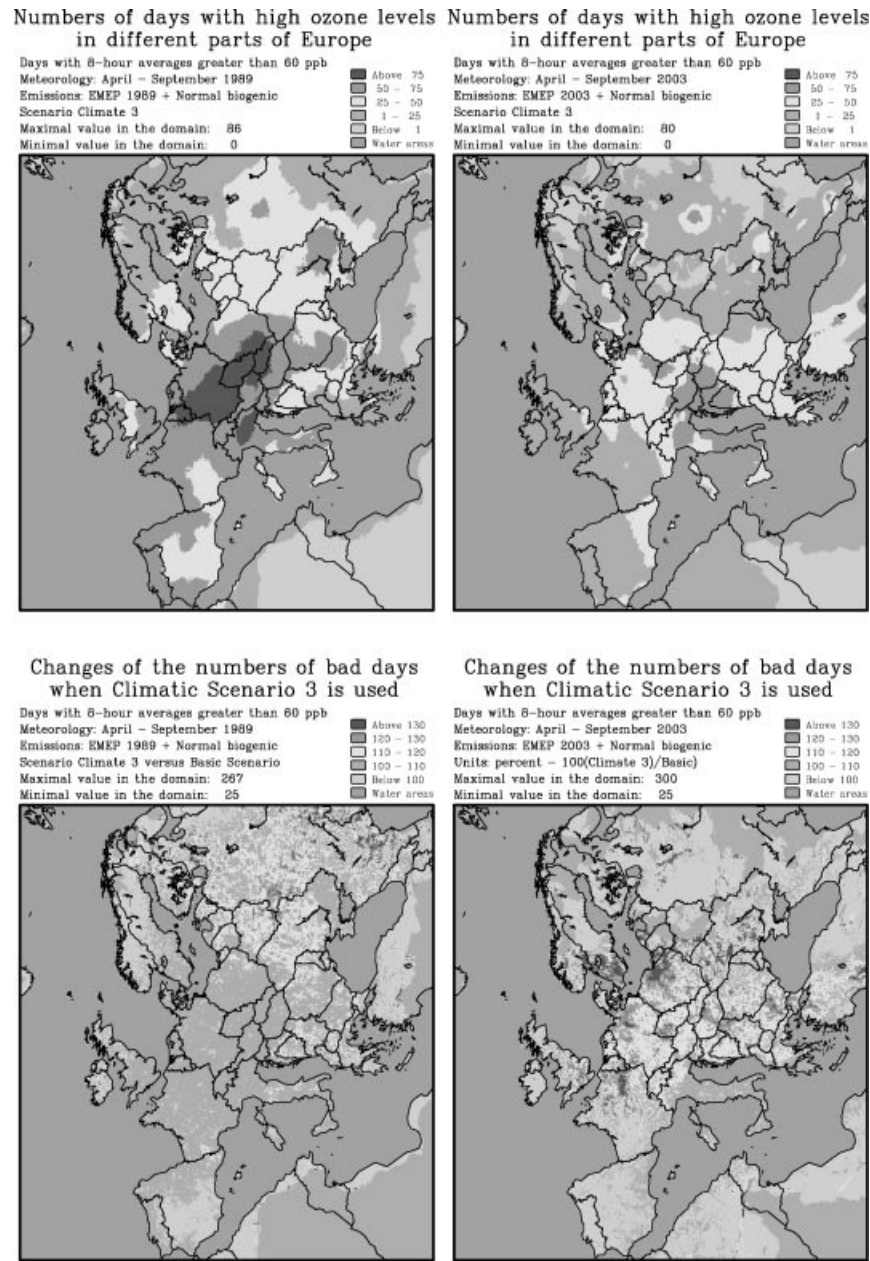 Numbers of days with high ozone levels
in different parts of Europe
Days with 8-hour averages greater than 60 ppb
Meteorology: April - September 1989
Emissions: EMEP 1989 + Normal biogenic
Scenario Climate 3
Maximal value in the domain: 86
Minimal value in the domain: 0
Above 75
50 - 75
25 - 50
1 - 25
Below 1
Water areas
Numbers of days with high ozone levels
in different parts of Europe
Days with 8-hour averages greater than 60 ppb
Meteorology: April - September 2003
Emissions: EMEP 2003 + Normal biogenic
Scenario Climate 3
Maximal value in the domain: 80
Minimal value in the domain: 0
Above 75
50 - 75
25 - 50
1 - 25
Below 1
Water areas
Changes of the numbers of bad days
when Climatic Scenario 3 is used
Days with 8-hour averages greater than 60 ppb
Meteorology: April - September 1989
Emissions: EMEP 1989 + Normal biogenic
Scenario Climate 3 versus Basic Scenario
Maximal value in the domain: 267
Minimal value in the domain: 25
Above 130
120 - 130
110 - 120
100 - 110
Below 100
Water areas
Changes of the numbers of bad days
when Climatic Scenario 3 is used
Days with 8-hour averages greater than 60 ppb
Meteorology: April - September 2003
Emissions: EMEP 2003 + Normal biogenic
Units: percent - 100(Climate 3)/Basic)
Maximal value in the domain: 300
Minimal value in the domain: 25
Above 130
120 - 130
110 - 120
100 - 110
Below 100
Water areas